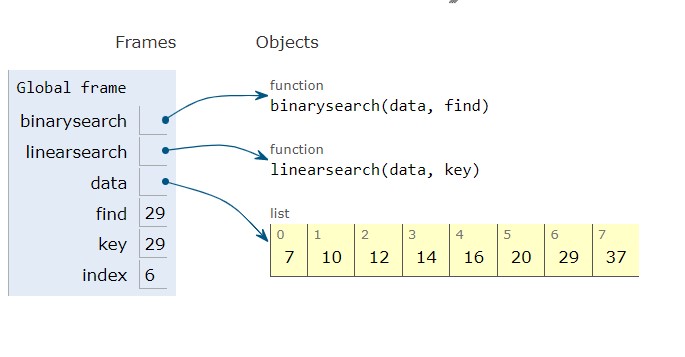 Frames Objects
Global frame
function
binarysearch
binarysearch(data, find)
linearsearch
function
linearsearch(data, key)
data
list
find 29
key 29
index 6
0 1 2 3 4 5 6 7
7 10 12 14 16 20 29 37